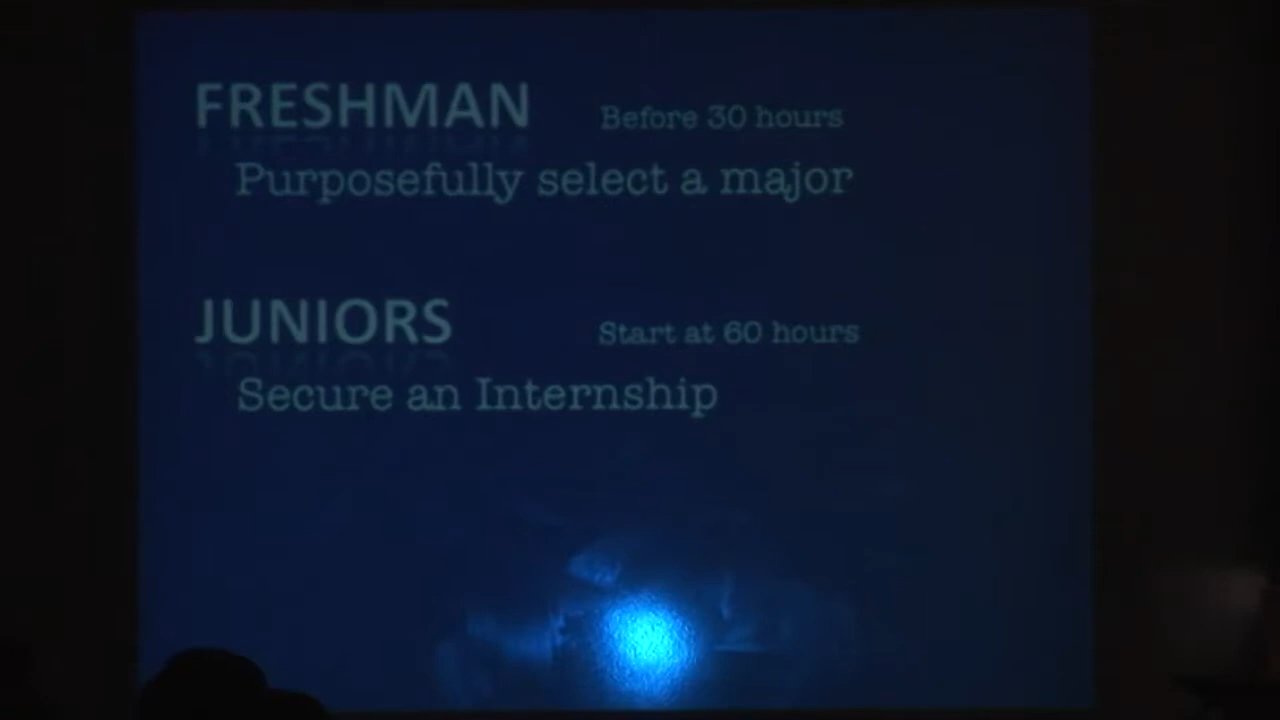 FRESHMAN Before 30 hours
Purposefully select a major
JUNIORS Start at 60 hours
Secure an Internship